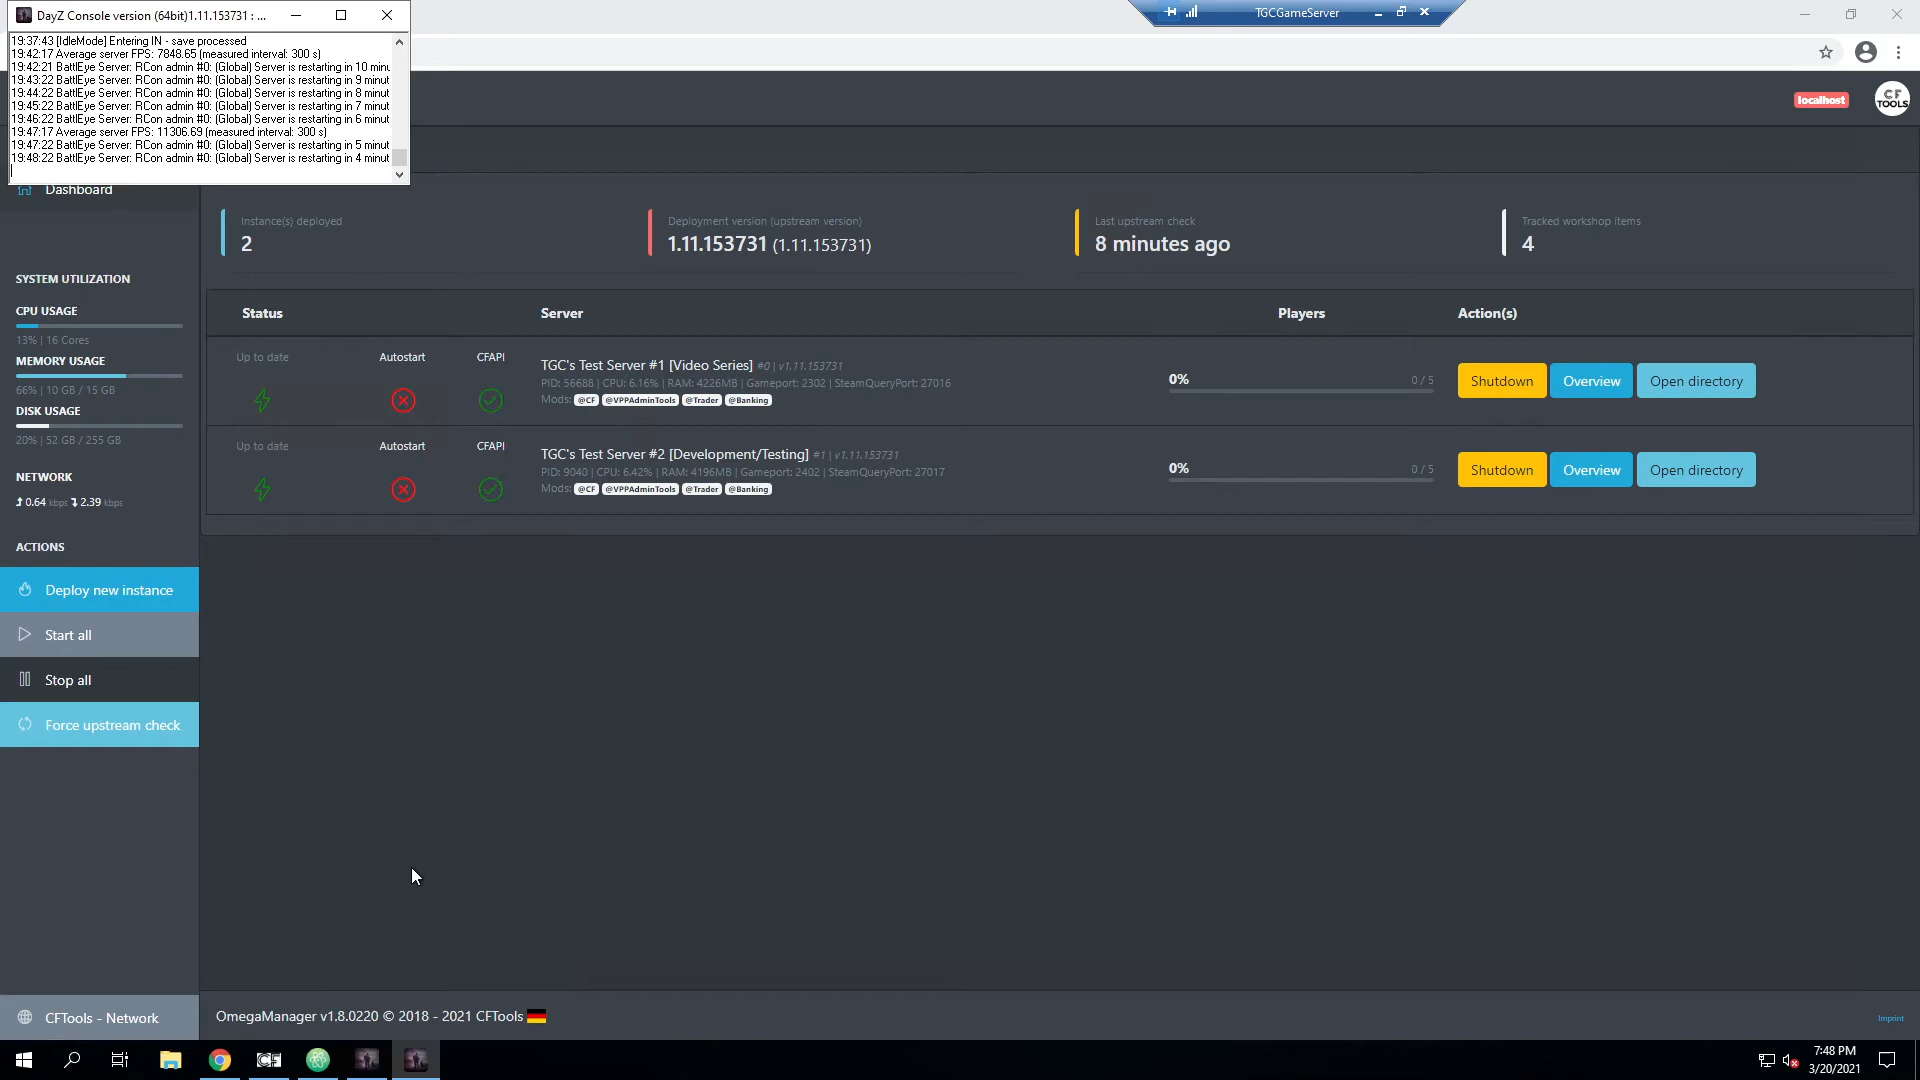 DayZ Console version (64bit)1.11.153731 : ...
TGCGameServer
19:37:43 [IdleMode] Entering IN - save processed
19:42:17 Average server FPS: 7848.65 (measured interval: 300 s)
19:42:21 BattlEye Server: RCon admin #0: (Global) Server is restarting in 10 minu
19:43:22 BattlEye Server: RCon admin #0: (Global) Server is restarting in 9 minut
19:44:22 BattlEye Server: RCon admin #0: (Global) Server is restarting in 8 minut
19:45:22 BattlEye Server: RCon admin #0: (Global) Server is restarting in 7 minut
19:46:22 BattlEye Server: RCon admin #0: (Global) Server is restarting in 6 minut
19:47:17 Average server FPS: 11306.69 (measured interval: 300 s)
19:47:22 BattlEye Server: RCon admin #0: (Global) Server is restarting in 5 minut
19:48:22 BattlEye Server: RCon admin #0: (Global) Server is restarting in 4 minut
localhost
CF
TOOLS
Dashboard
Instance(s) deployed
2
Deployment version (upstream version)
1.11.153731 (1.11.153731)
Last upstream check
8 minutes ago
Tracked workshop items
4
SYSTEM UTILIZATION
CPU USAGE
13% | 16 Cores
MEMORY USAGE
66% | 10 GB / 15 GB
DISK USAGE
20% | 52 GB / 255 GB
NETWORK
0.64 kbps 2.39 kbps
ACTIONS
Deploy new instance
Start all
Stop all
Force upstream check
CFTools - Network
Status Server Players Action(s)
Up to date Autostart CFAPI
TGC's Test Server #1 [Video Series] #0 | v1.11.153731
PID: 56688 | CPU: 6.16% | RAM: 4226MB | Gameport: 2302 | SteamQueryPort: 27016
Mods: @CF @VPPAdminTools @Trader @Banking
0% 0 / 5
Shutdown Overview Open directory
Up to date Autostart CFAPI
TGC's Test Server #2 [Development/Testing] #1 | v1.11.153731
PID: 9040 | CPU: 6.42% | RAM: 4196MB | Gameport: 2402 | SteamQueryPort: 27017
Mods: @CF @VPPAdminTools @Trader @Banking
0% 0 / 5
Shutdown Overview Open directory
OmegaManager v1.8.0220 © 2018 - 2021 CFTools
Imprint
CF
7:48 PM
3/20/2021